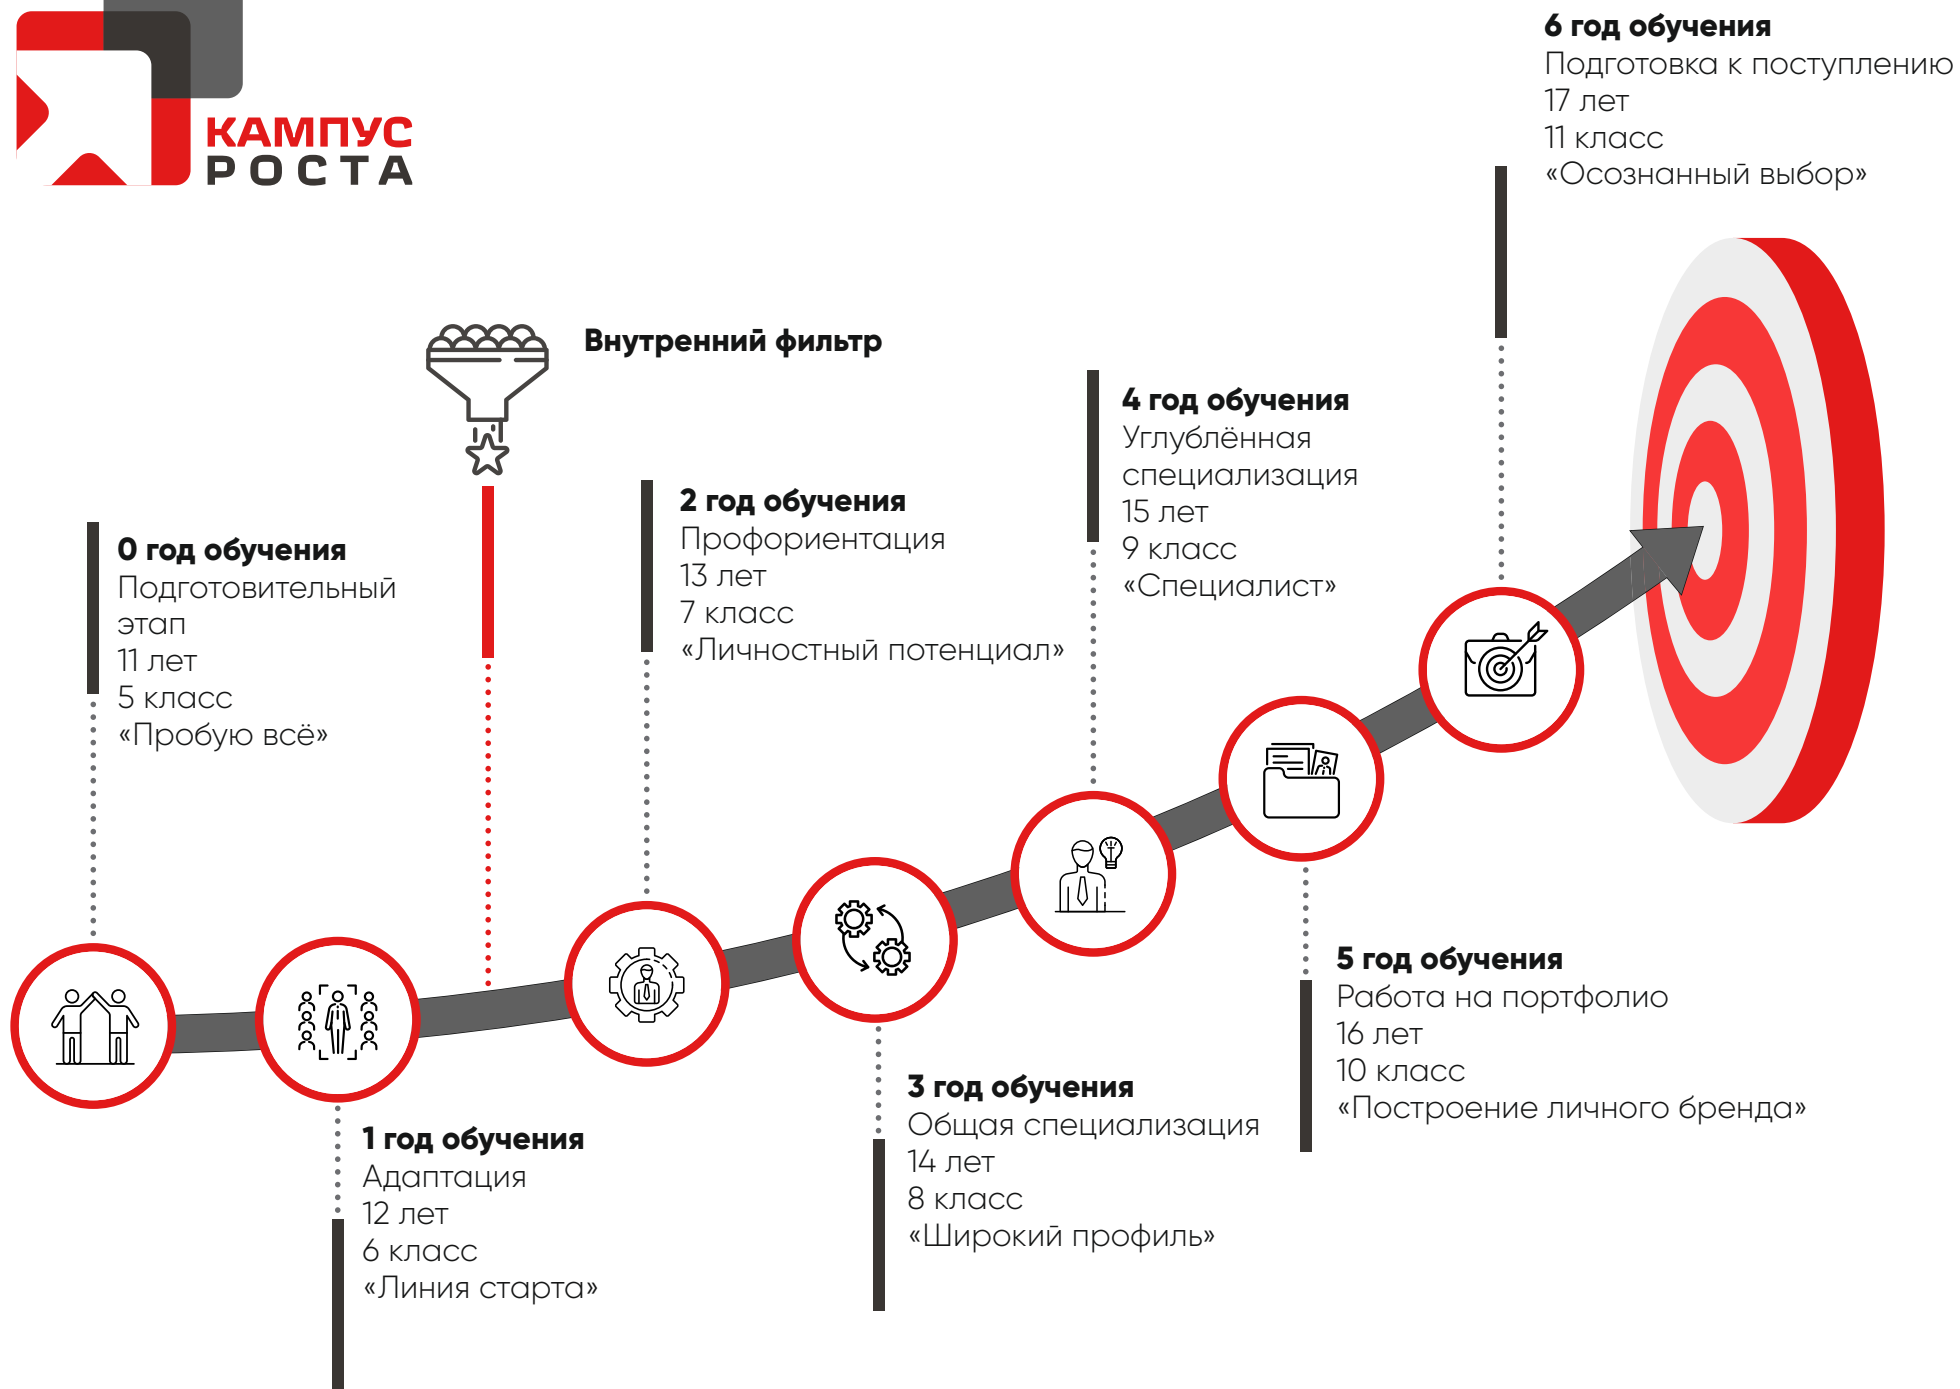 КАМПУС
РОСТА
6 год обучения
Подготовка к поступлению
17 лет
11 класс
«Осознанный выбор»
Внутренний фильтр
4 год обучения
Углублённая
специализация
15 лет
9 класс
«Специалист»
2 год обучения
Профориентация
13 лет
7 класс
«Личностный потенциал»
0 год обучения
Подготовительный
этап
11 лет
5 класс
«Пробую всё»
5 год обучения
Работа на портфолио
16 лет
10 класс
«Построение личного бренда»
3 год обучения
Общая специализация
14 лет
8 класс
«Широкий профиль»
1 год обучения
Адаптация
12 лет
6 класс
«Линия старта»